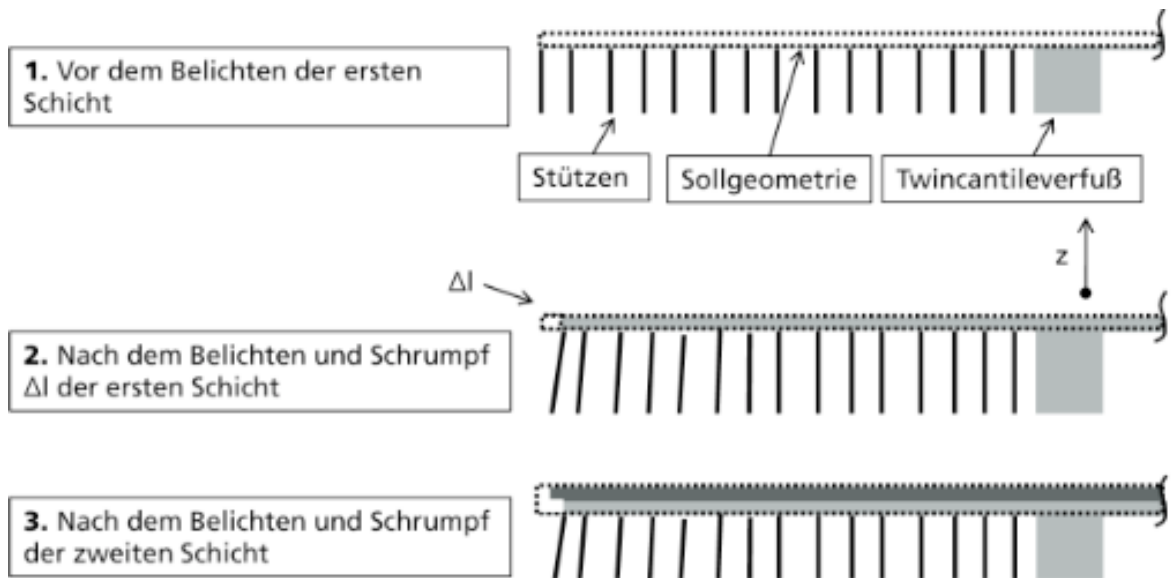 1. Vor dem Belichten der ersten
Schicht
Stützen
Sollgeometrie
Twincantileverfuß
z
Δl
2. Nach dem Belichten und Schrumpf
Δl der ersten Schicht
3. Nach dem Belichten und Schrumpf
der zweiten Schicht